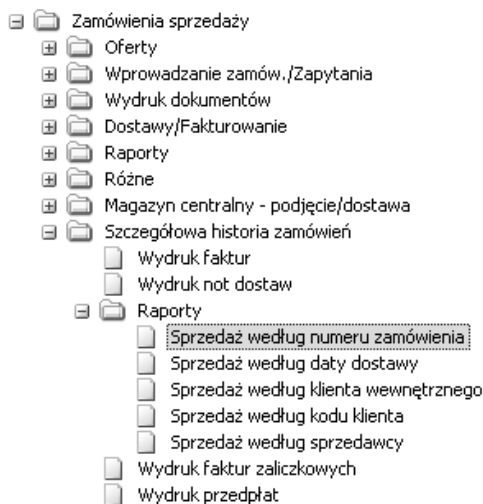 Zamówienia sprzedaży
Oferty
Wprowadzanie zamów./Zapytania
Wydruk dokumentów
Dostawy/Fakturowanie
Raporty
Różne
Magazyn centralny - podjęcie/dostawa
Szczegółowa historia zamówień
Wydruk faktur
Wydruk not dostaw
Raporty
Sprzedaż według numeru zamówienia
Sprzedaż według daty dostawy
Sprzedaż według klienta wewnętrznego
Sprzedaż według kodu klienta
Sprzedaż według sprzedawcy
Wydruk faktur zaliczkowych
Wydruk przedpłat